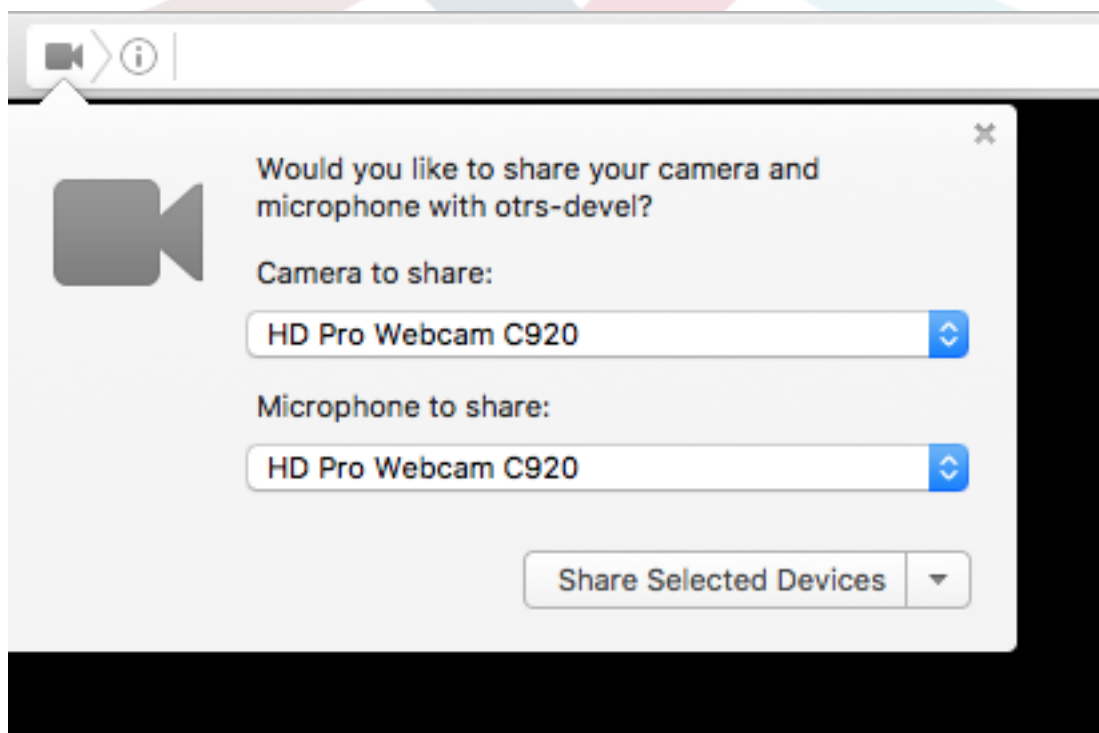 Would you like to share your camera and
microphone with otrs-devel?
Camera to share:
HD Pro Webcam C920
Microphone to share:
HD Pro Webcam C920
Share Selected Devices